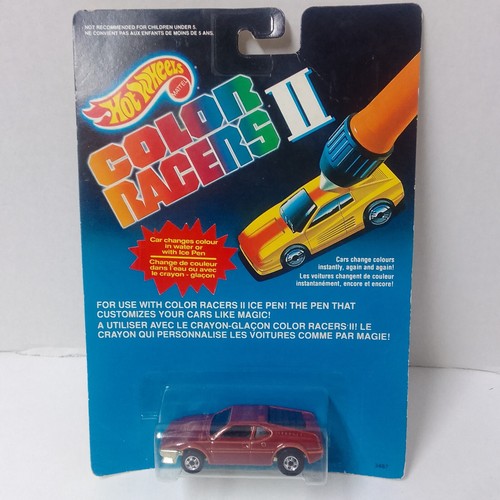 NOT RECOMMENDED FOR CHILDREN UNDER 5.
NE CONVIENT PAS AUX ENFANTS DE MOINS DE 5 ANS.
Hot Wheels
MATTEL
COLOR
RACERS II
Car changes colour
in water or
with Ice Pen
Change de couleur
dans l'eau ou avec
le crayon - glaçon
Cars change colours
instantly, again and again!
Les voitures changent de couleur
instantanément, encore et encore!
FOR USE WITH COLOR RACERS II ICE PEN! THE PEN THAT
CUSTOMIZES YOUR CARS LIKE MAGIC!
A UTILISER AVEC LE CRAYON-GLAÇON COLOR RACERS II! LE
CRAYON QUI PERSONNALISE LES VOITURES COMME PAR MAGIE!